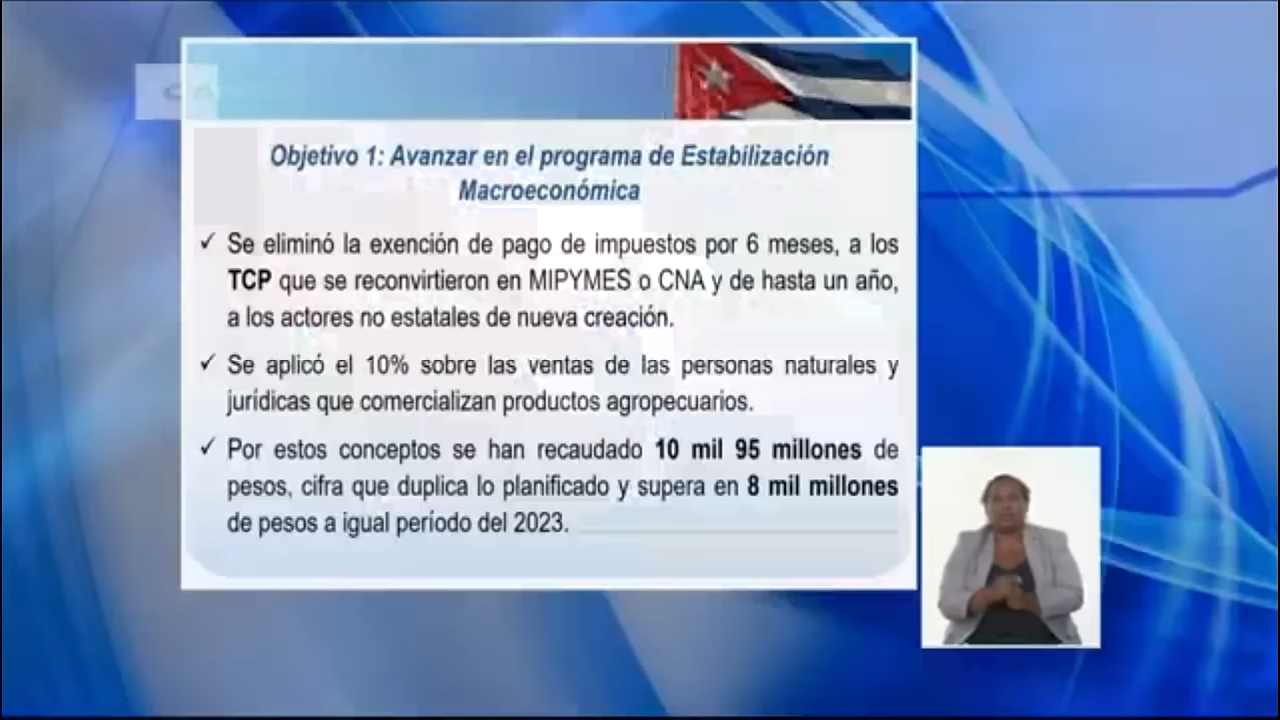 Objetivo 1: Avanzar en el programa de Estabilización
Macroeconómica
✓ Se eliminó la exención de pago de impuestos por 6 meses, a los
TCP que se reconvirtieron en MIPYMES o CNA y de hasta un año,
a los actores no estatales de nueva creación.
✓ Se aplicó el 10% sobre las ventas de las personas naturales y
jurídicas que comercializan productos agropecuarios.
✓ Por estos conceptos se han recaudado 10 mil 95 millones de
pesos, cifra que duplica lo planificado y supera en 8 mil millones
de pesos a igual período del 2023.